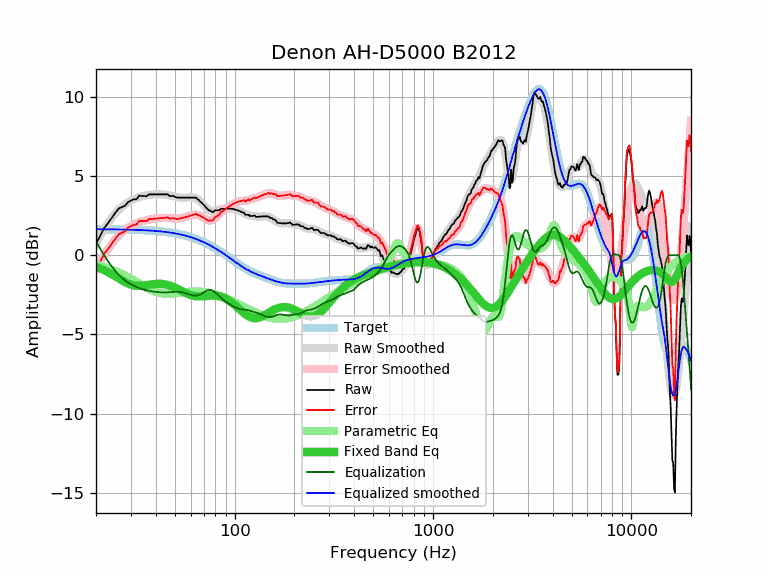 Denon AH-D5000 B2012
Amplitude (dBr)
10
5
0
−5
−10
−15
Target
Raw Smoothed
Error Smoothed
Raw
Error
Parametric Eq
Fixed Band Eq
Equalization
Equalized smoothed
100
1000
10000
Frequency (Hz)